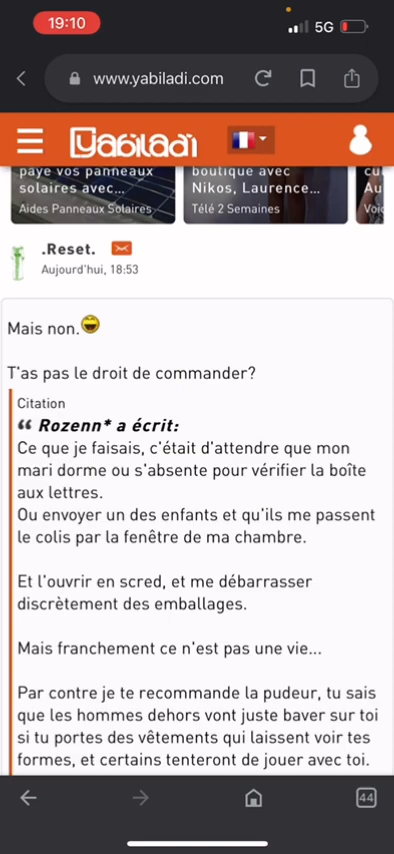 19:10
5G
www.yabiladi.com
Yabiladi
paye vos panneaux
solaires avec...
Aides Panneaux Solaires
boutique avec
Nikos, Laurence...
Télé 2 Semaines
Au
Voic
.Reset.
Aujourd'hui, 18:53
Mais non.
T'as pas le droit de commander?
Citation
Rozenn* a écrit:
Ce que je faisais, c'était d'attendre que mon
mari dorme ou s'absente pour vérifier la boîte
aux lettres.
Ou envoyer un des enfants et qu'ils me passent
le colis par la fenêtre de ma chambre.
Et l'ouvrir en scred, et me débarrasser
discrètement des emballages.
Mais franchement ce n'est pas une vie...
Par contre je te recommande la pudeur, tu sais
que les hommes dehors vont juste baver sur toi
si tu portes des vêtements qui laissent voir tes
formes, et certains tenteront de jouer avec toi.
44